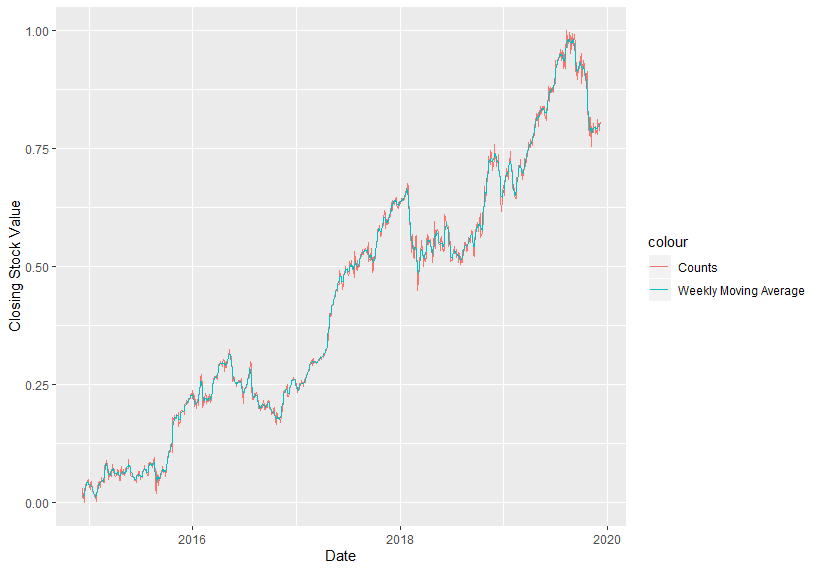 1.00
0.75
0.50
0.25
0.00
Closing Stock Value
2016
2018
2020
Date
colour
Counts
Weekly Moving Average